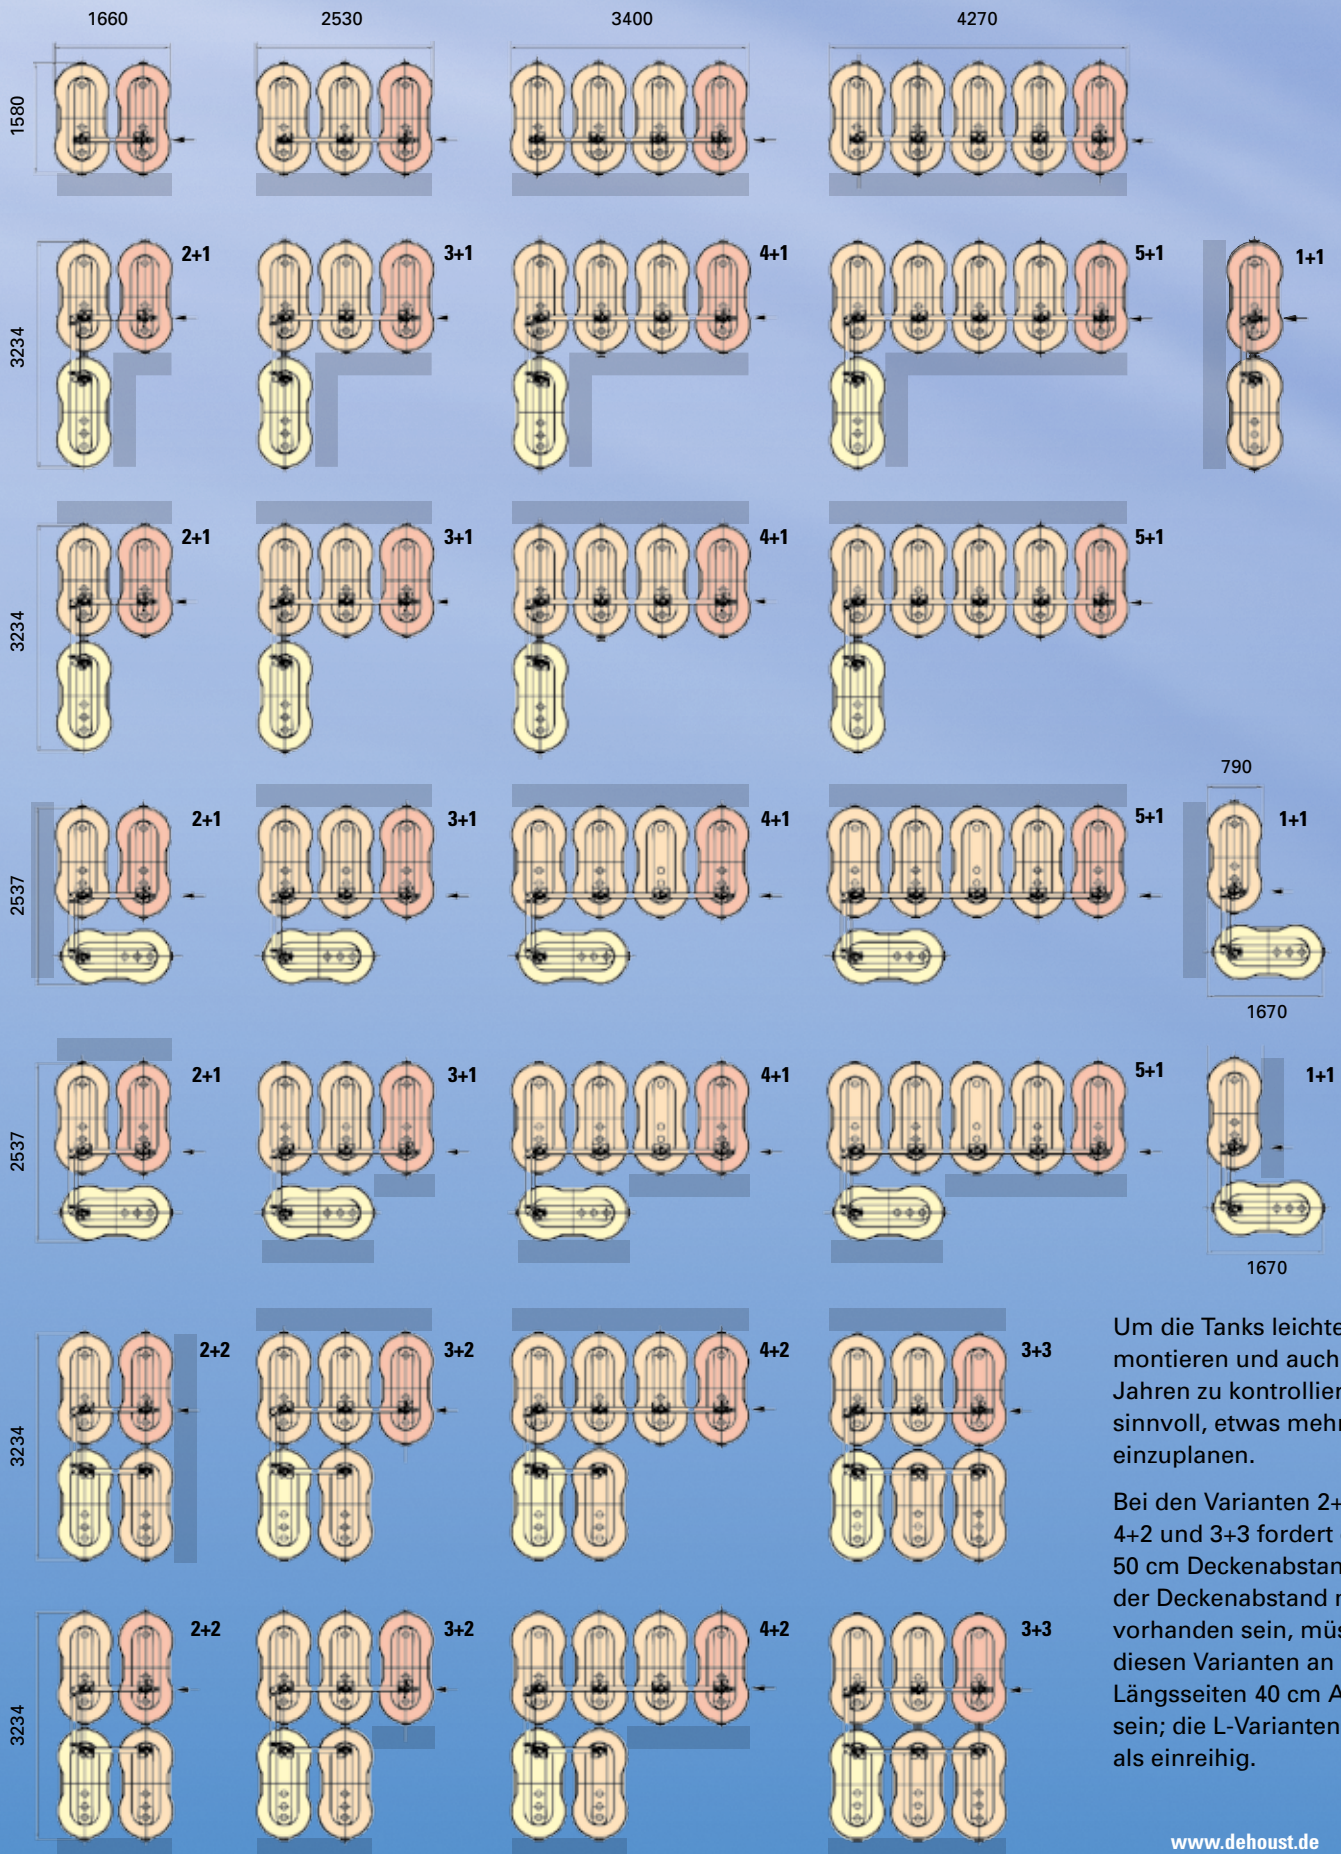 1660 2530 3400 4270
1580
2+1 3+1 4+1 5+1 1+1
3234
2+1 3+1 4+1 5+1
3234
790
2+1 3+1 4+1 5+1 1+1
2537
1670
2+1 3+1 4+1 5+1 1+1
2537
1670
2+2 3+2 4+2 3+3
3234
2+2 3+2 4+2 3+3
3234
Um die Tanks leichte
montieren und auch
Jahren zu kontrollier
sinnvoll, etwas mehr
einzuplanen.
Bei den Varianten 2+
4+2 und 3+3 fordert
50 cm Deckenabstan
der Deckenabstand n
vorhanden sein, müs
diesen Varianten an
Längsseiten 40 cm A
sein; die L-Varianten
als einreihig.
www.dehoust.de